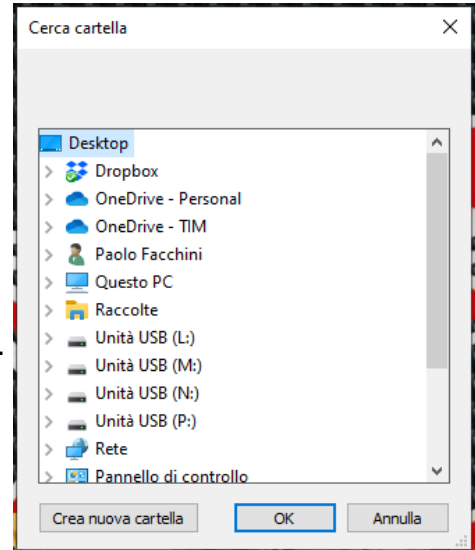 Cerca cartella
Desktop
Dropbox
OneDrive - Personal
OneDrive - TIM
Paolo Facchini
Questo PC
Raccolte
Unità USB (L:)
Unità USB (M:)
Unità USB (N:)
Unità USB (P:)
Rete
Pannello di controllo
Crea nuova cartella OK Annulla